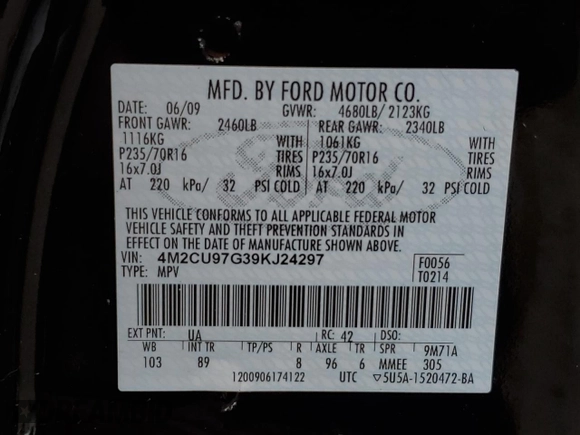 MFD. BY FORD MOTOR CO.
DATE: 06/09 GVWR: 4680LB/ 2123KG
FRONT GAWR: 2460LB REAR GAWR: 2340LB
1116KG WITH 1061KG WITH
P235/70R16 TIRES P235/70R16 TIRES
16x7.0J RIMS 16x7.0J RIMS
AT 220 kPa/ 32 PSI COLD AT 220 kPa/ 32 PSI COLD
THIS VEHICLE CONFORMS TO ALL APPLICABLE FEDERAL MOTOR
VEHICLE SAFETY AND THEFT PREVENTION STANDARDS IN
EFFECT ON THE DATE OF MANUFACTURE SHOWN ABOVE.
VIN: 4M2CU97G39KJ24297 F0056
TYPE: MPV T0214
EXT PNT: UA RC: 42 DSO:
WB INT TR TP/PS R AXLE TR SPR 9M71A
103 89 8 96 6 MMEE 305
1200906174122 UTC ▽5U5A-1520472-BA